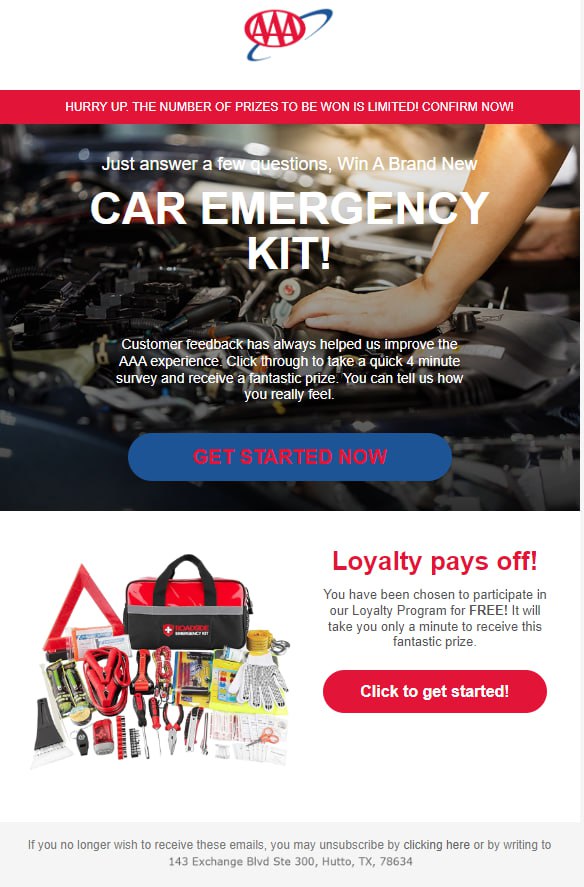 AAA
HURRY UP. THE NUMBER OF PRIZES TO BE WON IS LIMITED! CONFIRM NOW!
Just answer a few questions, Win A Brand New
CAR EMERGENCY
KIT!
Customer feedback has always helped us improve the
AAA experience. Click through to take a quick 4 minute
survey and receive a fantastic prize. You can tell us how
you really feel.
GET STARTED NOW
ROADSIDE
EMERGENCY KIT
Loyalty pays off!
You have been chosen to participate in
our Loyalty Program for FREE! It will
take you only a minute to receive this
fantastic prize.
Click to get started!
If you no longer wish to receive these emails, you may unsubscribe by clicking here or by writing to
143 Exchange Blvd Ste 300, Hutto, TX, 78634